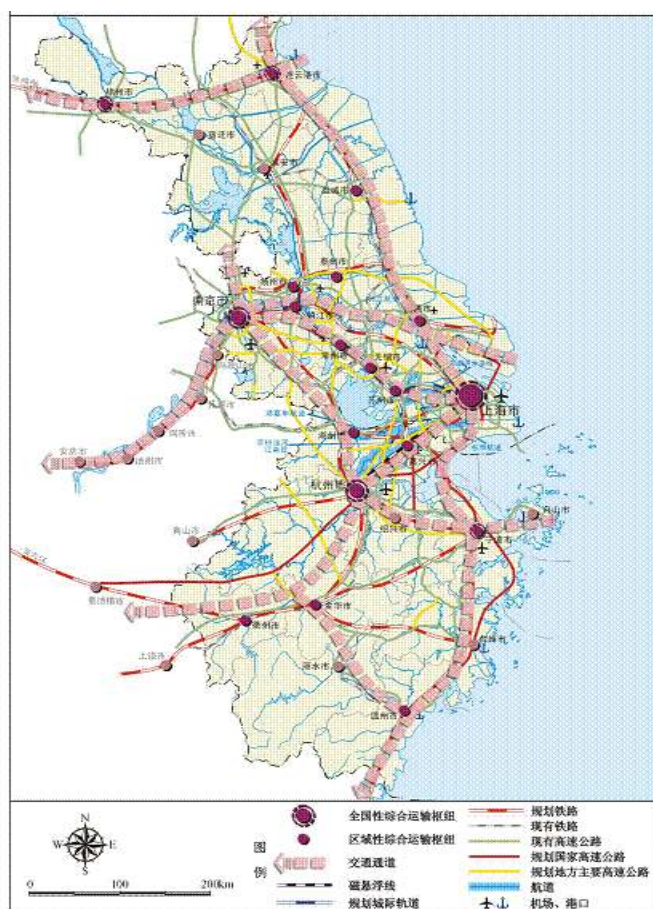 连云港市
徐州市
宿迁市
淮安市
盐城市
泰州市
扬州市
南京市
镇江市
常州市
无锡市
苏州市
上海市
湖州市
嘉兴市
杭州市
安庆市
池州市
黄山市
绍兴市
宁波市
舟山市
景德镇市
金华市
衢州市
上饶市
丽水市
台州市
温州市
N
W
E
S
0
100
200km
图
例
全国性综合运输枢纽
区域性综合运输枢纽
交通通道
磁悬浮线
规划城际轨道
规划铁路
现有铁路
现有高速公路
规划国家高速公路
规划地方主要高速公路
航道
机场、港口